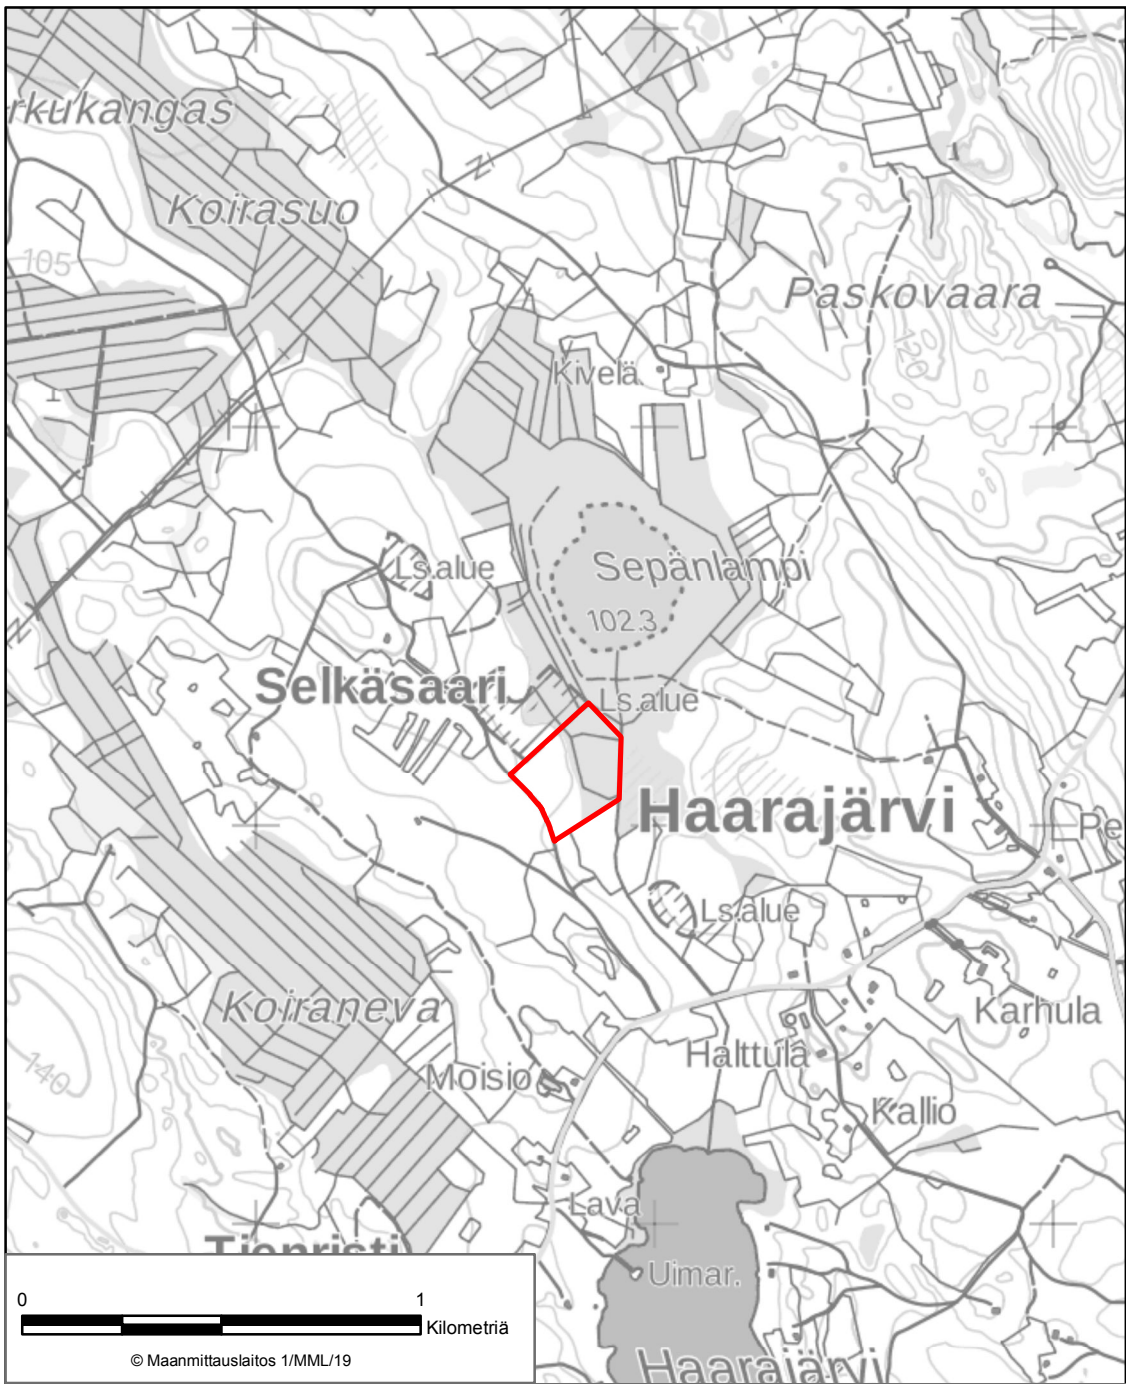 rkukangas
Koirasuo
105
Paskovaara
120
Kivelä
1
Ls.alue
Sepänlampi
102.3
Selkäsaari
Ls.alue
Haarajärvi
Pe
Ls.alue
Koiraneva
Karhula
140
Moisio
Halttula
Kallio
Lava
Tienristi
Uimar.
Haarajärvi
0 1
Kilometriä
© Maanmittauslaitos 1/MML/19